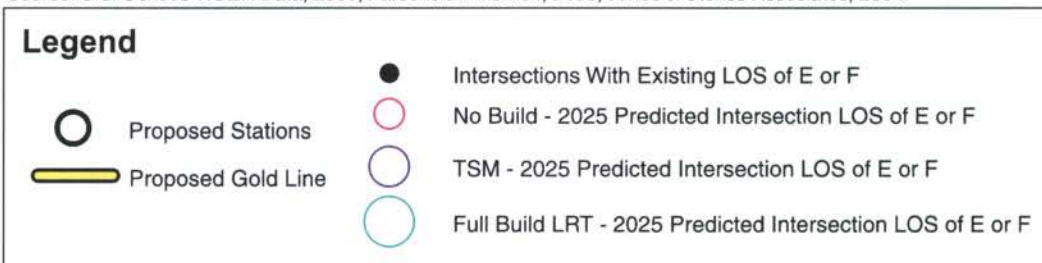 Legend
Proposed Stations
Proposed Gold Line
Intersections With Existing LOS of E or F
No Build - 2025 Predicted Intersection LOS of E or F
TSM - 2025 Predicted Intersection LOS of E or F
Full Build LRT - 2025 Predicted Intersection LOS of E or F